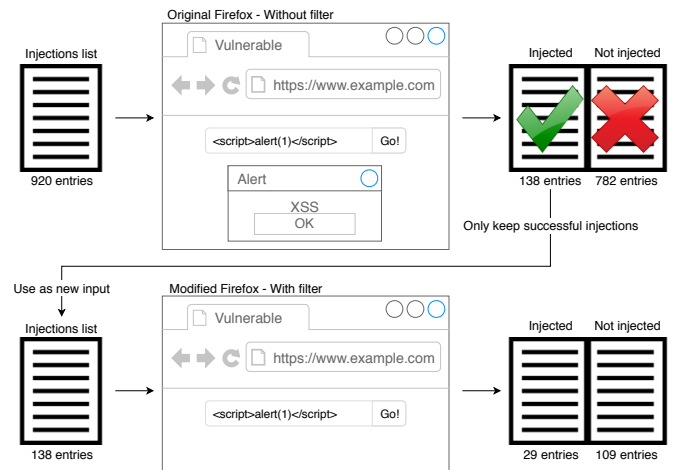 Original Firefox - Without filter
Injections list
Vulnerable
Injected
Not injected
https://www.example.com
<script>alert(1)</script>
Go!
920 entries
Alert
138 entries
782 entries
XSS
OK
Only keep successful injections
Use as new input
Modified Firefox - With filter
Injections list
Vulnerable
Injected
Not injected
https://www.example.com
<script>alert(1)</script>
Go!
138 entries
29 entries
109 entries